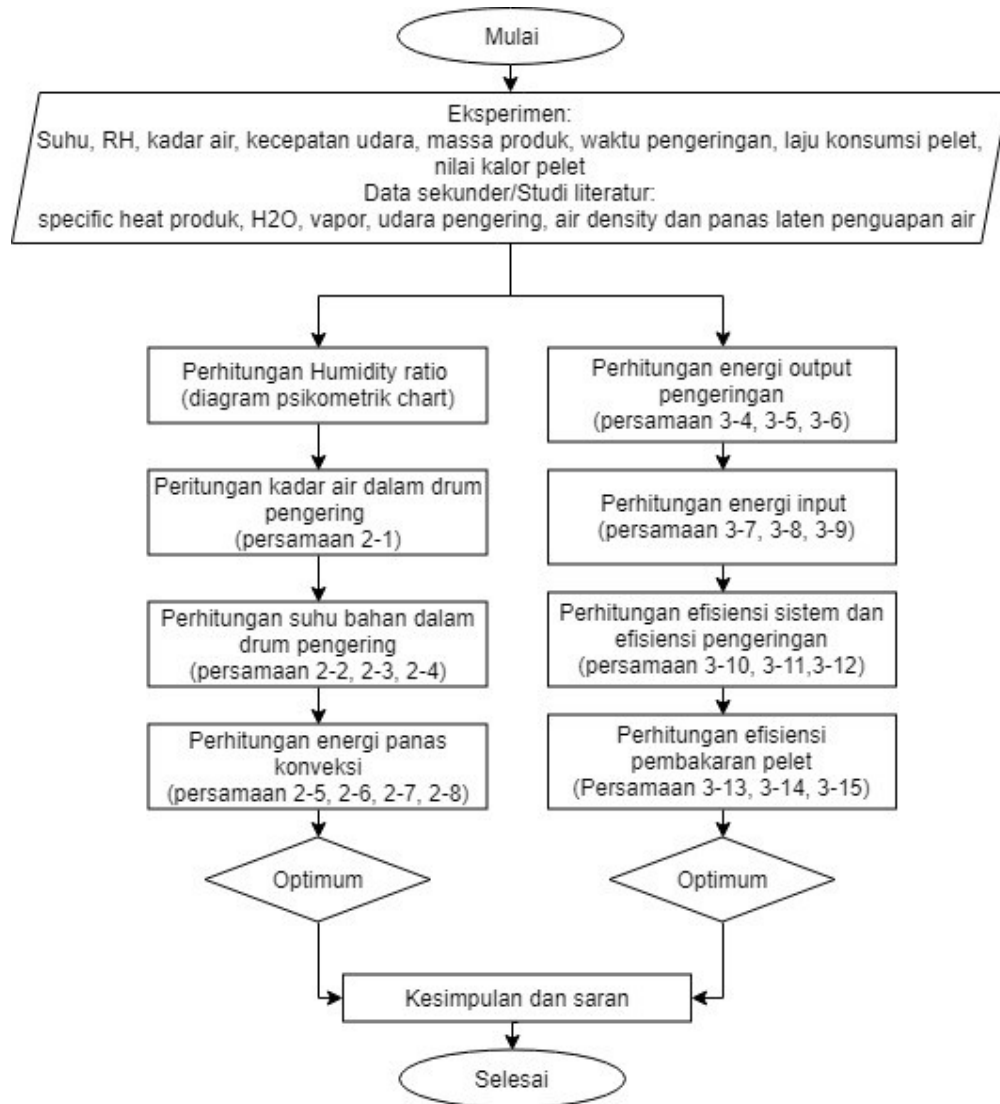 Mulai
Eksperimen:
Suhu, RH, kadar air, kecepatan udara, massa produk, waktu pengeringan, laju konsumsi pelet,
nilai kalor pelet
Data sekunder/Studi literatur:
specific heat produk, H2O, vapor, udara pengering, air density dan panas laten penguapan air
Perhitungan Humidity ratio
(diagram psikometrik chart)
Peritungan kadar air dalam drum
pengering
(persamaan 2-1)
Perhitungan suhu bahan dalam
drum pengering
(persamaan 2-2, 2-3, 2-4)
Perhitungan energi panas
konveksi
(persamaan 2-5, 2-6, 2-7, 2-8)
Optimum
Perhitungan energi output
pengeringan
(persamaan 3-4, 3-5, 3-6)
Perhitungan energi input
(persamaan 3-7, 3-8, 3-9)
Perhitungan efisiensi sistem dan
efisiensi pengeringan
(persamaan 3-10, 3-11,3-12)
Perhitungan efisiensi
pembakaran pelet
(Persamaan 3-13, 3-14, 3-15)
Optimum
Kesimpulan dan saran
Selesai